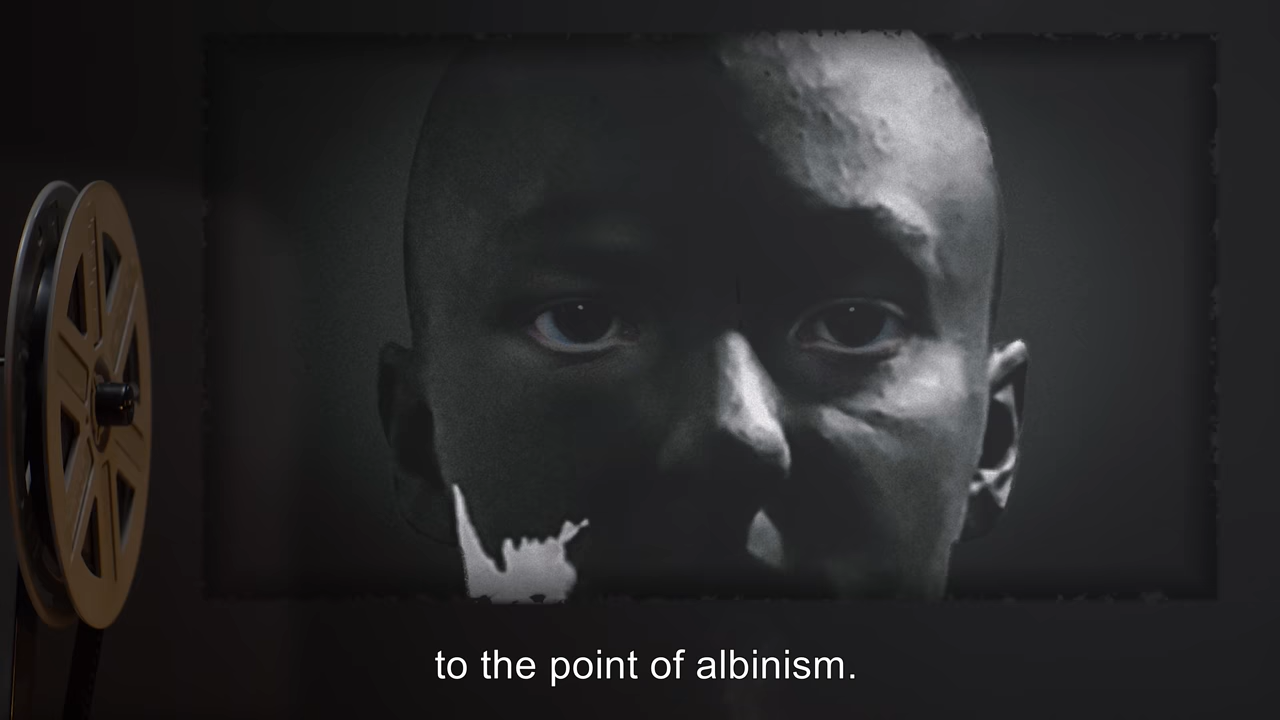 to the point of albinism.